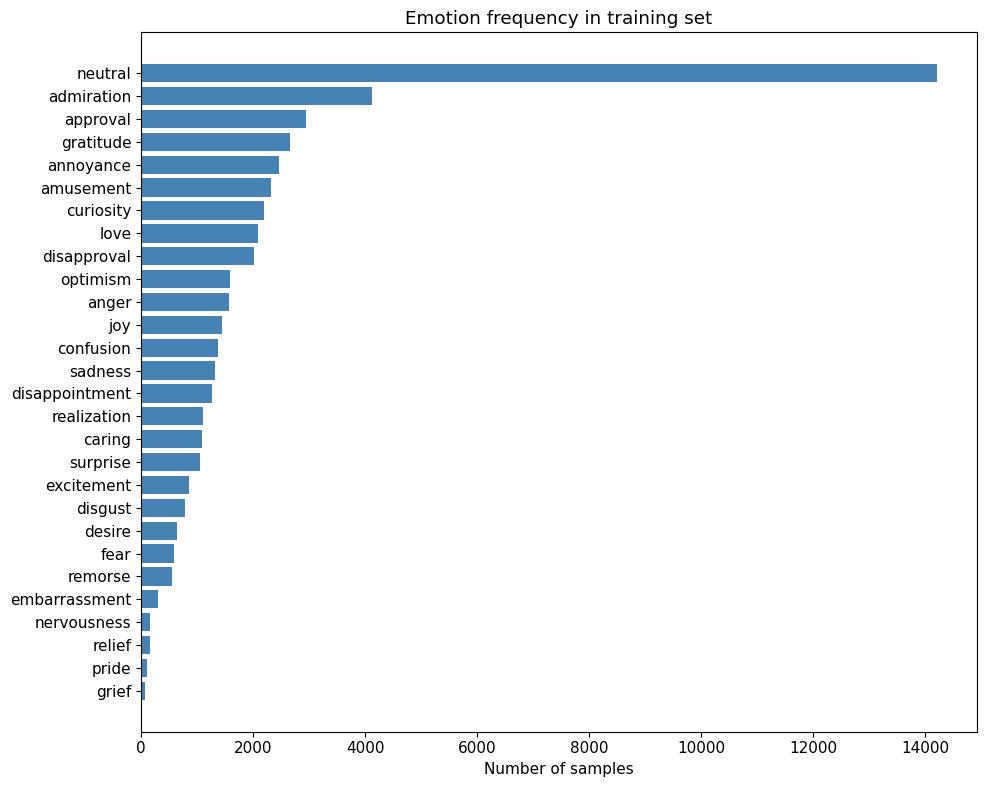 Emotion frequency in training set
neutral
admiration
approval
gratitude
annoyance
amusement
curiosity
love
disapproval
optimism
anger
joy
confusion
sadness
disappointment
realization
caring
surprise
excitement
disgust
desire
fear
remorse
embarrassment
nervousness
relief
pride
grief
0 2000 4000 6000 8000 10000 12000 14000
Number of samples